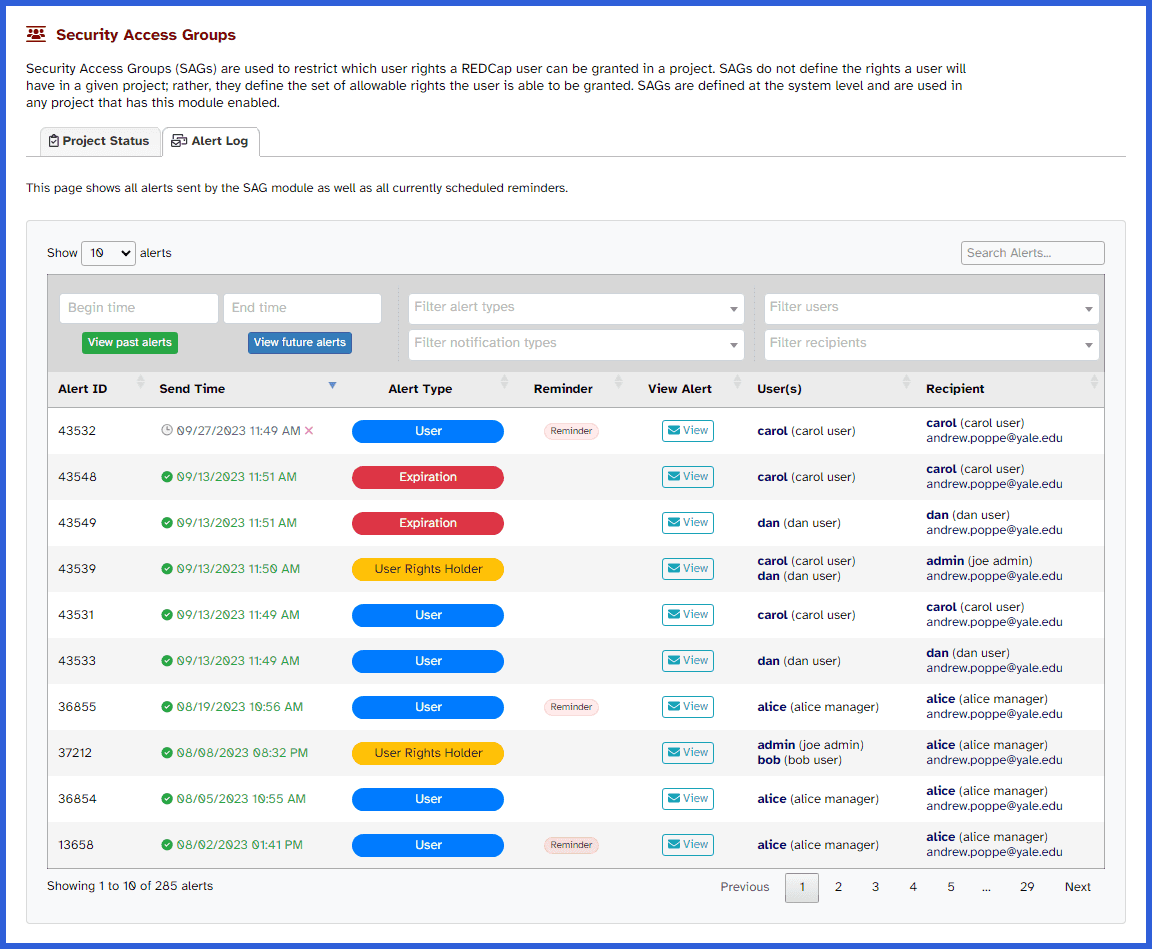 Security Access Groups
Security Access Groups (SAGs) are used to restrict which user rights a REDCap user can be granted in a project. SAGs do not define the rights a user will
have in a given project; rather, they define the set of allowable rights the user is able to be granted. SAGs are defined at the system level and are used in
any project that has this module enabled.
Project Status Alert Log
This page shows all alerts sent by the SAG module as well as all currently scheduled reminders.
Show 10 alerts Search Alerts...
Begin time End time Filter alert types Filter users
View past alerts View future alerts Filter notification types Filter recipients
Alert ID Send Time Alert Type Reminder View Alert User(s) Recipient
43532 09/27/2023 11:49 AM User Reminder View carol (carol user) carol (carol user)
andrew.poppe@yale.edu
43548 09/13/2023 11:51 AM Expiration View carol (carol user) carol (carol user)
andrew.poppe@yale.edu
43549 09/13/2023 11:51 AM Expiration View dan (dan user) dan (dan user)
andrew.poppe@yale.edu
43539 09/13/2023 11:50 AM User Rights Holder View carol (carol user) admin (joe admin)
dan (dan user) andrew.poppe@yale.edu
43531 09/13/2023 11:49 AM User View carol (carol user) carol (carol user)
andrew.poppe@yale.edu
43533 09/13/2023 11:49 AM User View dan (dan user) dan (dan user)
andrew.poppe@yale.edu
36855 08/19/2023 10:56 AM User Reminder View alice (alice manager) alice (alice manager)
andrew.poppe@yale.edu
37212 08/08/2023 08:32 PM User Rights Holder View admin (joe admin) alice (alice manager)
bob (bob user) andrew.poppe@yale.edu
36854 08/05/2023 10:55 AM User View alice (alice manager) alice (alice manager)
andrew.poppe@yale.edu
13658 08/02/2023 01:41 PM User Reminder View alice (alice manager) alice (alice manager)
andrew.poppe@yale.edu
Showing 1 to 10 of 285 alerts Previous 1 2 3 4 5 ... 29 Next